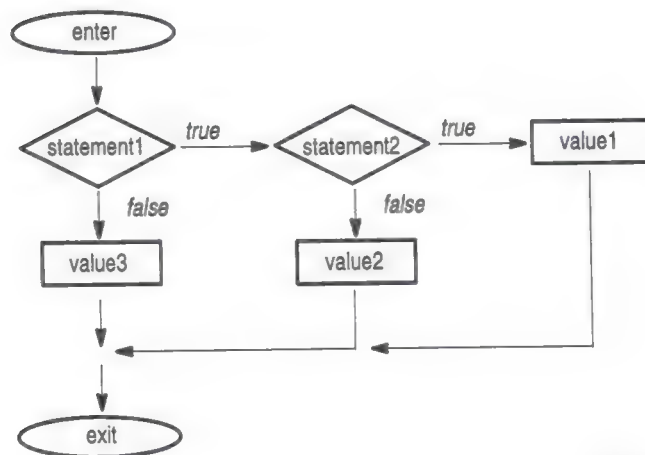 enter
statement1
true
statement2
true
value1
false
false
value3
value2
exit